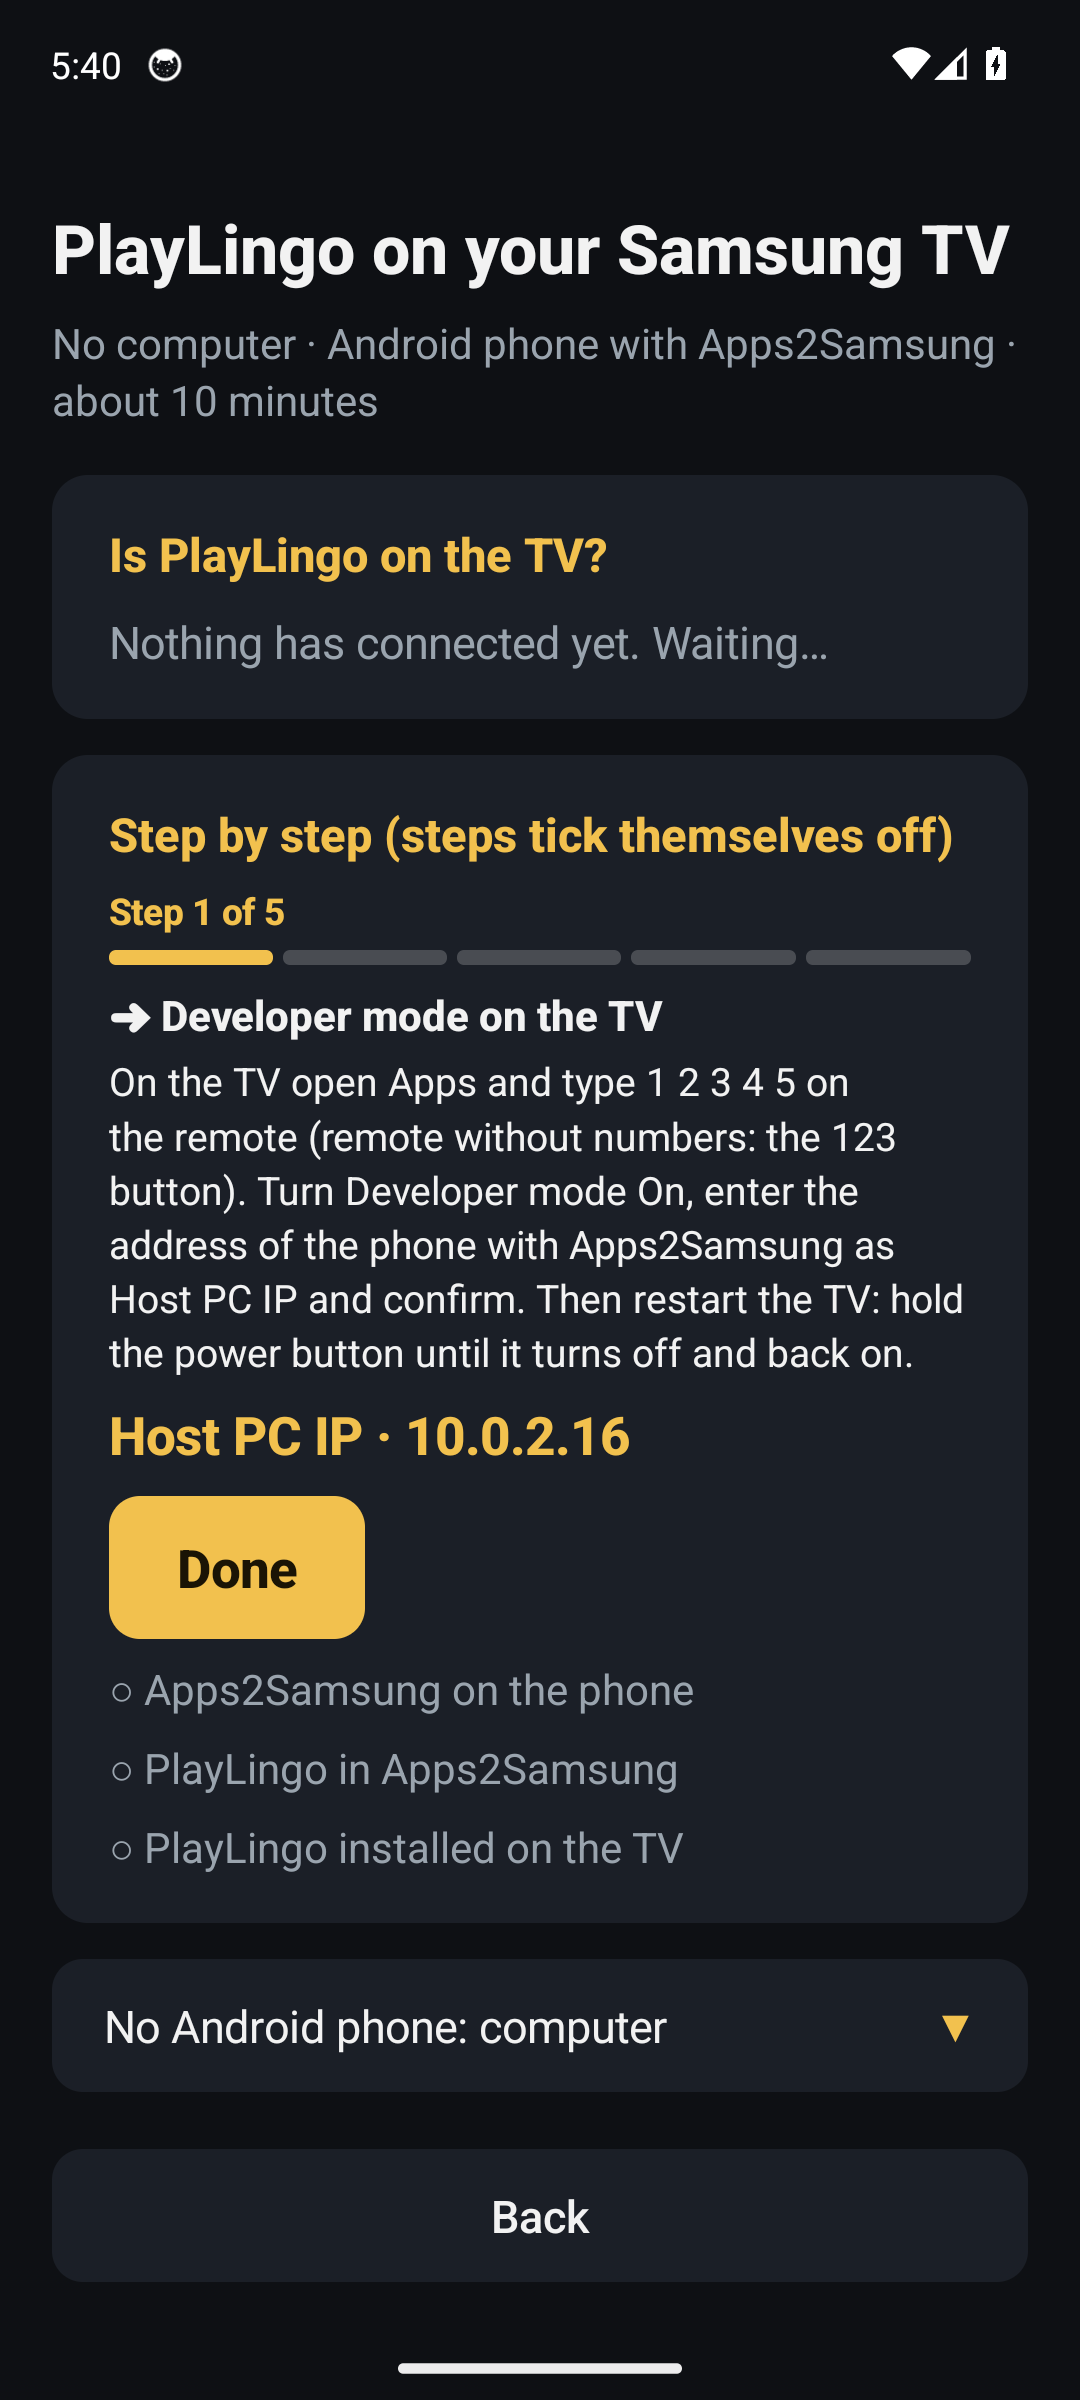 5:40
PlayLingo on your Samsung TV
No computer · Android phone with Apps2Samsung ·
about 10 minutes
Is PlayLingo on the TV?
Nothing has connected yet. Waiting…
Step by step (steps tick themselves off)
Step 1 of 5
➜ Developer mode on the TV
On the TV open Apps and type 1 2 3 4 5 on
the remote (remote without numbers: the 123
button). Turn Developer mode On, enter the
address of the phone with Apps2Samsung as
Host PC IP and confirm. Then restart the TV: hold
the power button until it turns off and back on.
Host PC IP · 10.0.2.16
Done
○ Apps2Samsung on the phone
○ PlayLingo in Apps2Samsung
○ PlayLingo installed on the TV
No Android phone: computer ▼
Back